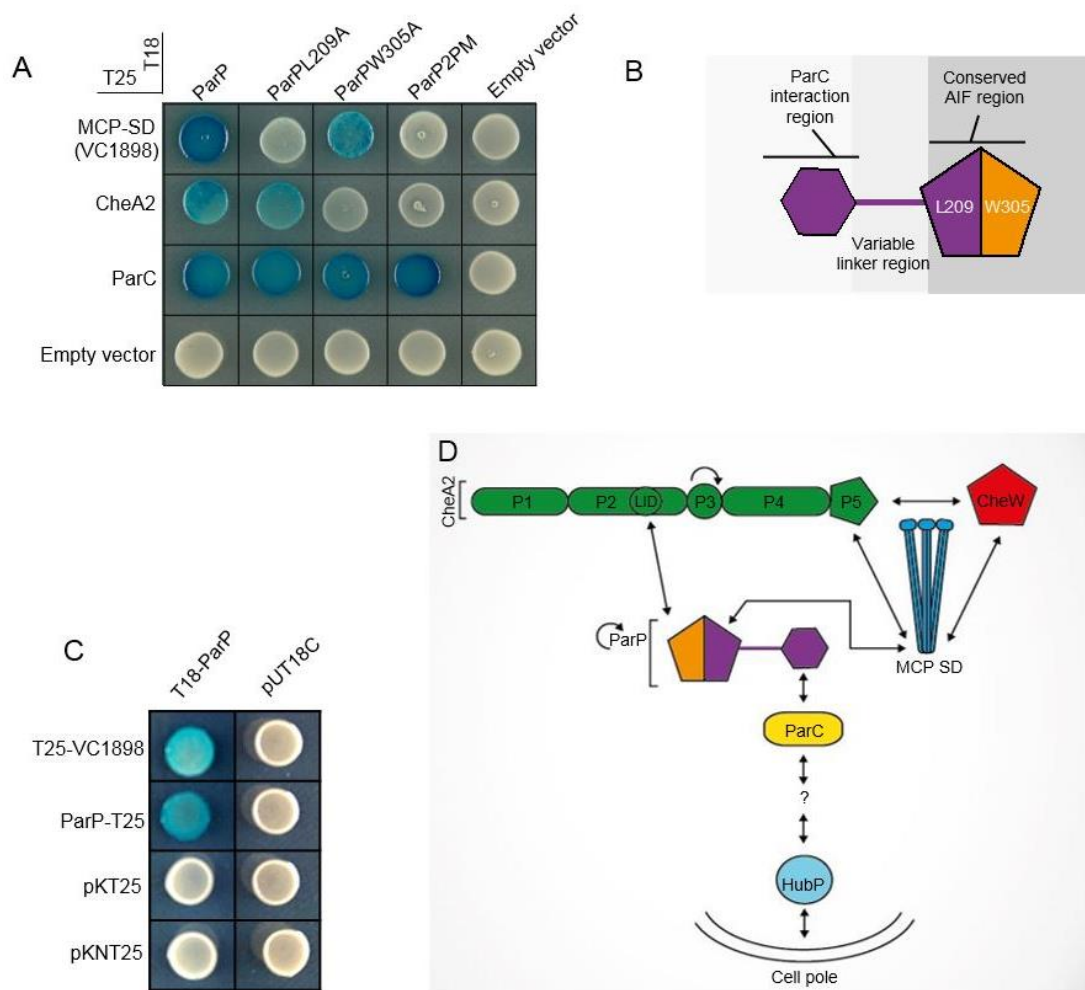 A
T25
T18
ParP
ParPL209A
ParPW305A
ParP2PM
Empty vector
MCP-SD
(VC1898)
CheA2
ParC
Empty vector
B
ParC
interaction
region
Conserved
AIF region
L209
W305
Variable
linker region
C
T18-ParP
pUT18C
T25-VC1898
ParP-T25
pKT25
pKNT25
D
CheA2
P1
P2
LID
P3
P4
P5
CheW
ParP
MCP SD
ParC
?
HubP
Cell pole